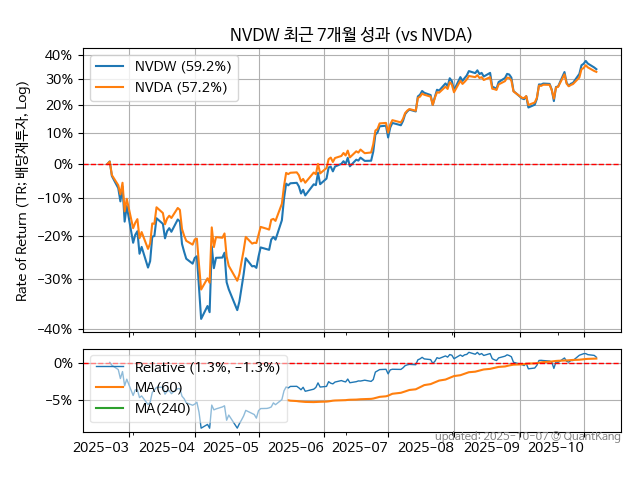 NVDW 최근 7개월 성과 (vs NVDA)
Rate of Return (TR; 배당재투자, Log)
40%
30%
20%
10%
0%
−10%
−20%
−30%
−40%
NVDW (59.2%)
NVDA (57.2%)
0%
−5%
Relative (1.3%, −1.3%)
MA(60)
MA(240)
updated: 2025-10-07 © QuantKang
2025−03 2025−04 2025−05 2025−06 2025−07 2025−08 2025−09 2025−10